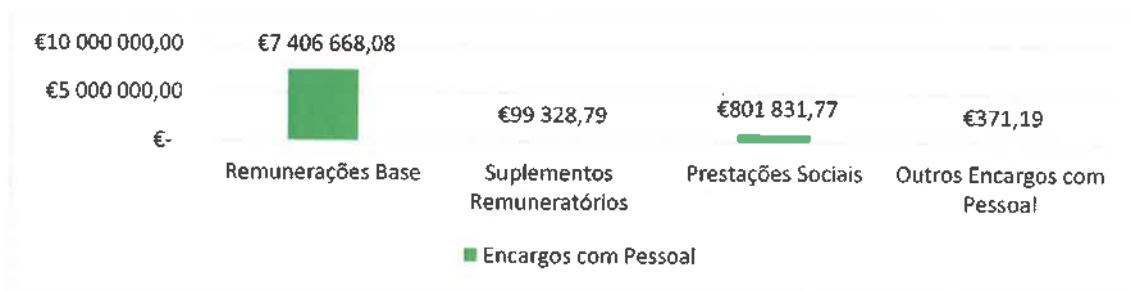 €10 000 000,00
€7 406 668,08
€5 000 000,00
€99 328,79
€801 831,77
€371,19
€-
Remunerações Base
Suplementos
Remuneratórios
Prestações Sociais
Outros Encargos com
Pessoal
Encargos com Pessoal